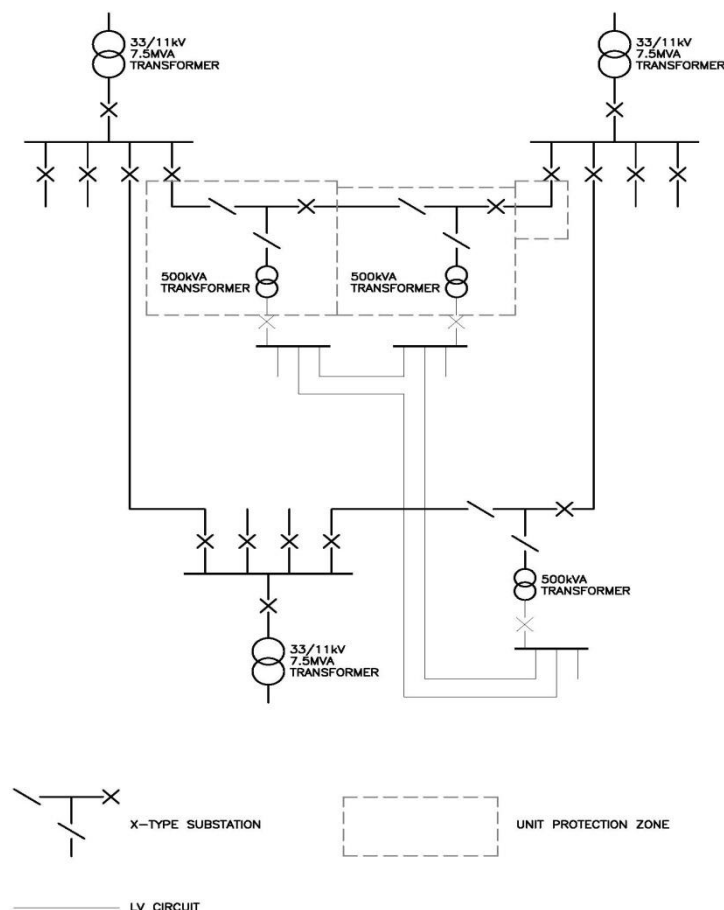 33/11kV
7.5MVA
TRANSFORMER
33/11kV
7.5MVA
TRANSFORMER
500kVA
TRANSFORMER
500kVA
TRANSFORMER
500kVA
TRANSFORMER
33/11kV
7.5MVA
TRANSFORMER
X-TYPE SUBSTATION
UNIT PROTECTION ZONE
LV CIRCUIT